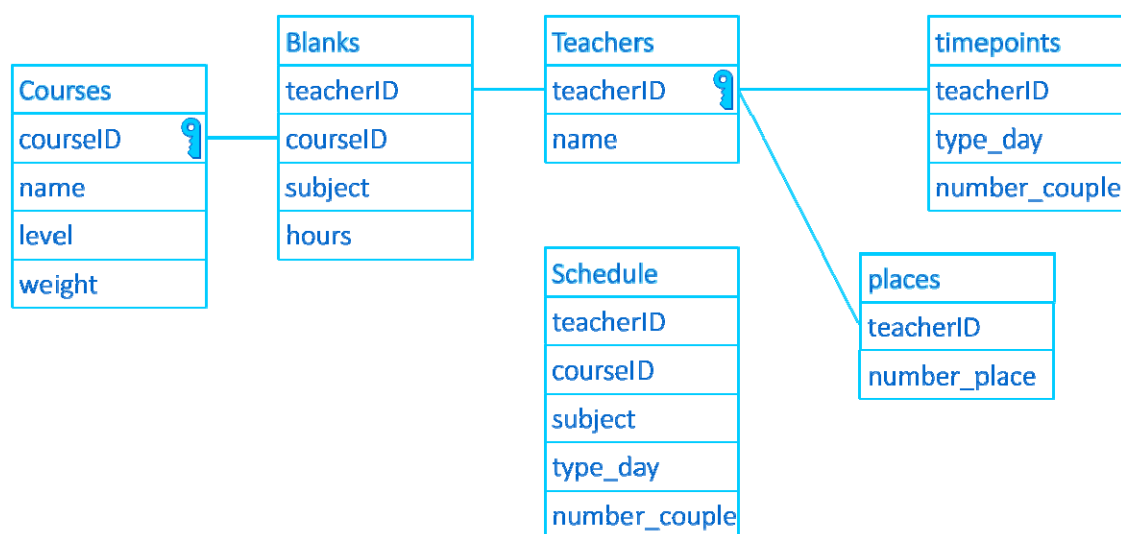 Courses
courseID
name
level
weight
Blanks
teacherID
courseID
subject
hours
Teachers
teacherID
name
Schedule
teacherID
courseID
subject
type_day
number_couple
timepoints
teacherID
type_day
number_couple
places
teacherID
number_place